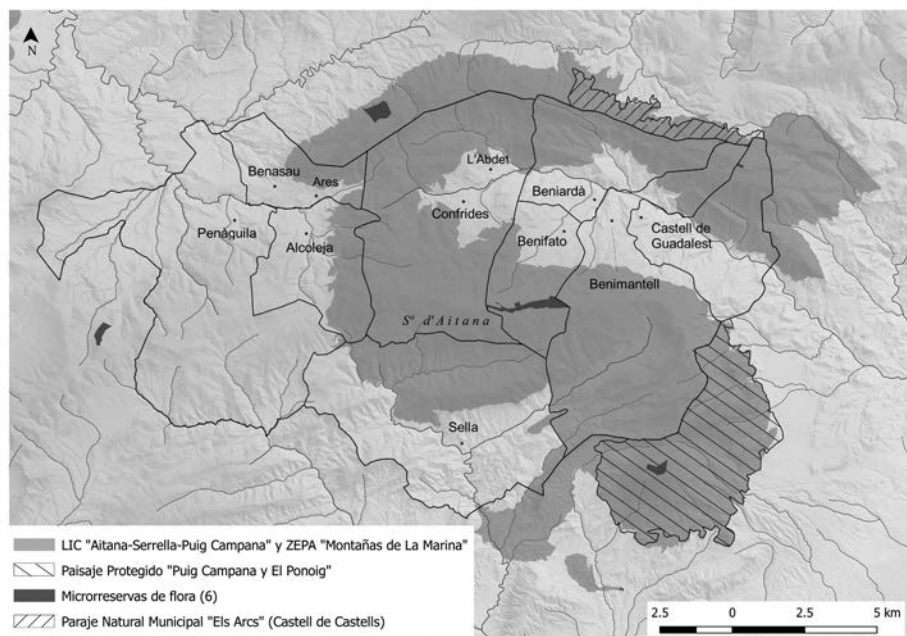 N
L'Abdet
Benasau
Ares
Beniardà
Confrides
Penàguila
Alcoleja
Benifato
Castell de
Guadalest
Benimantell
Sª d'Aitana
Sella
LIC "Aitana-Serrella-Puig Campana" y ZEPA "Montañas de La Marina"
Paisaje Protegido "Puig Campana y El Ponoig"
Microrreservas de flora (6)
Paraje Natural Municipal "Els Arcs" (Castell de Castells)
2.5 0 2.5 5 km